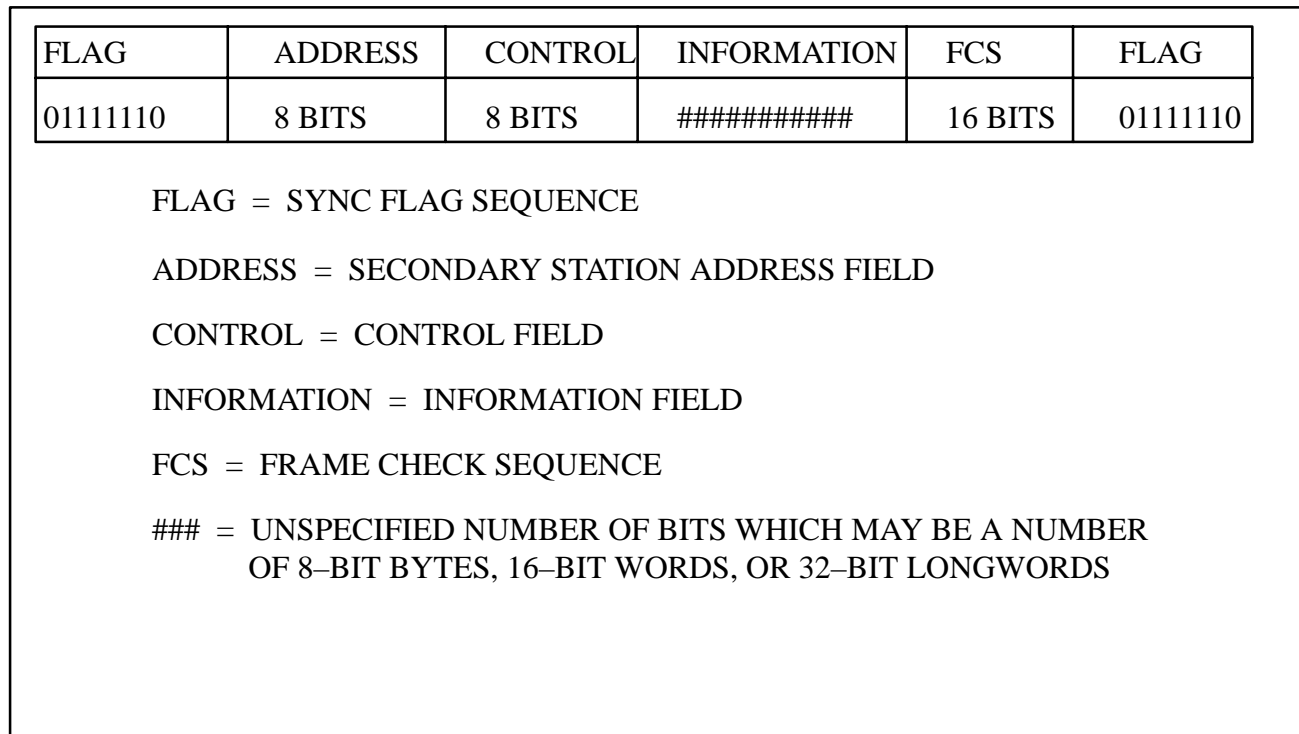 FLAG ADDRESS CONTROL INFORMATION FCS FLAG
01111110 8 BITS 8 BITS ########### 16 BITS 01111110
FLAG = SYNC FLAG SEQUENCE
ADDRESS = SECONDARY STATION ADDRESS FIELD
CONTROL = CONTROL FIELD
INFORMATION = INFORMATION FIELD
FCS = FRAME CHECK SEQUENCE
### = UNSPECIFIED NUMBER OF BITS WHICH MAY BE A NUMBER
OF 8–BIT BYTES, 16–BIT WORDS, OR 32–BIT LONGWORDS